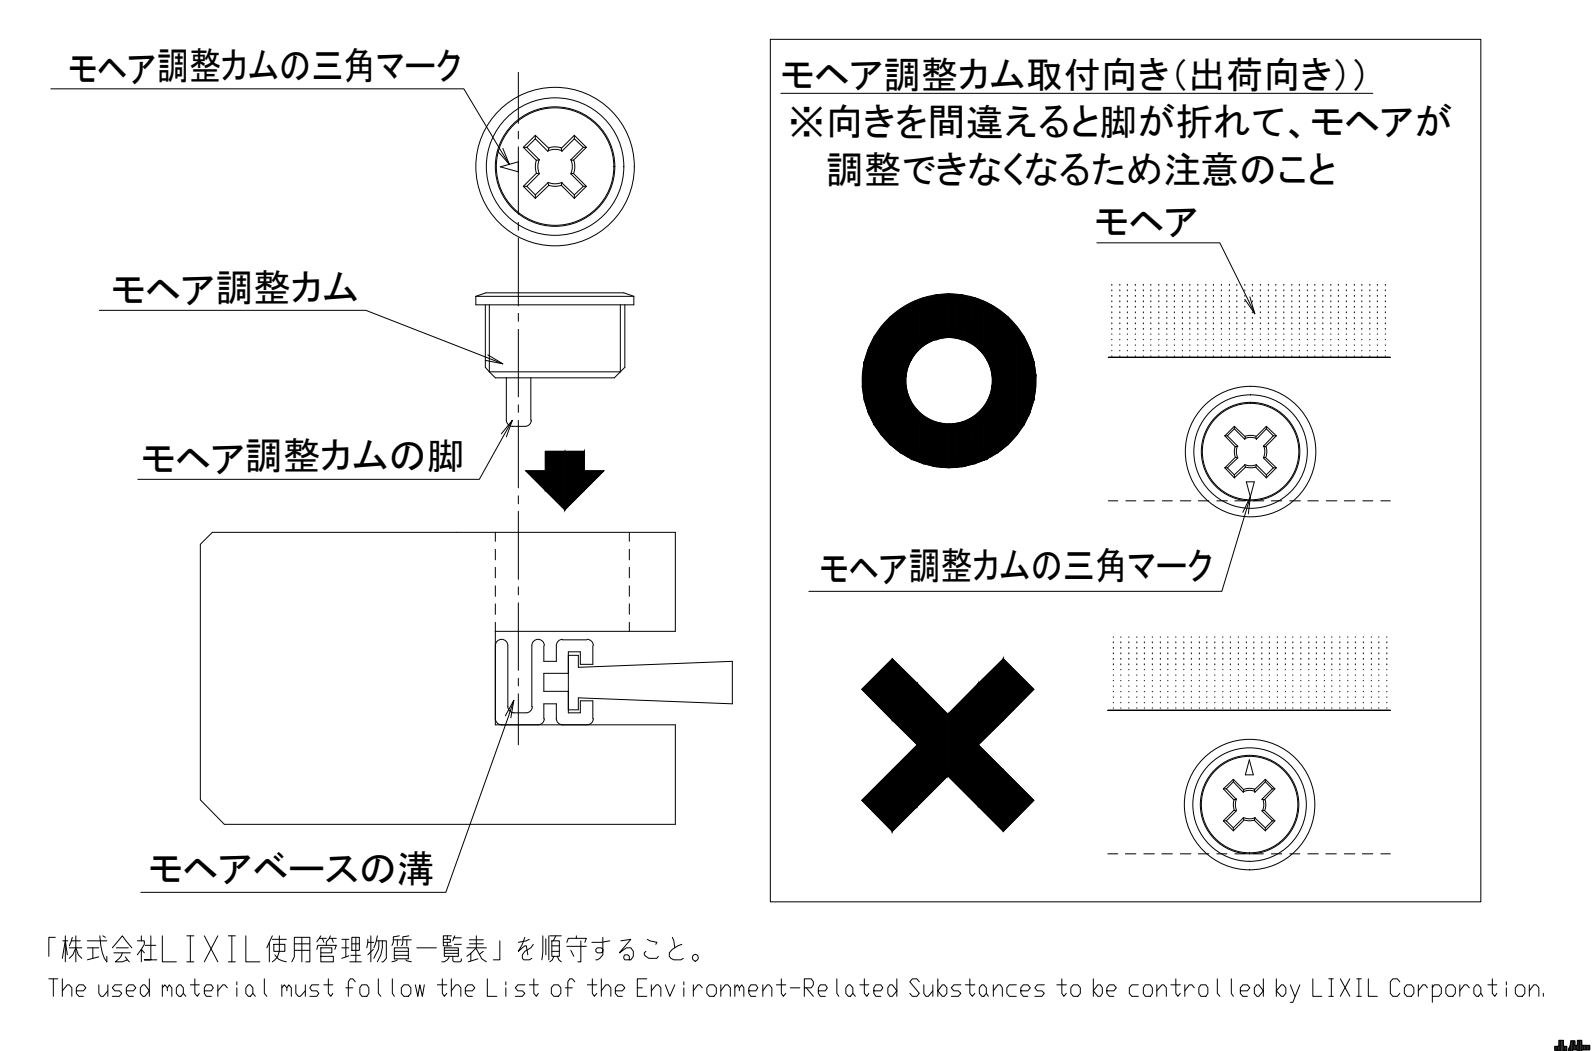 モヘア調整カムの三角マーク
モヘア調整カム
モヘア調整カムの脚
モヘアベースの溝
モヘア調整カム取付向き(出荷向き))
※向きを間違えると脚が折れて、モヘアが
調整できなくなるため注意のこと
モヘア
モヘア調整カムの三角マーク
「株式会社LIXIL使用管理物質一覧表」を順守すること。
The used material must follow the List of the Environment-Related Substances to be controlled by LIXIL Corporation.